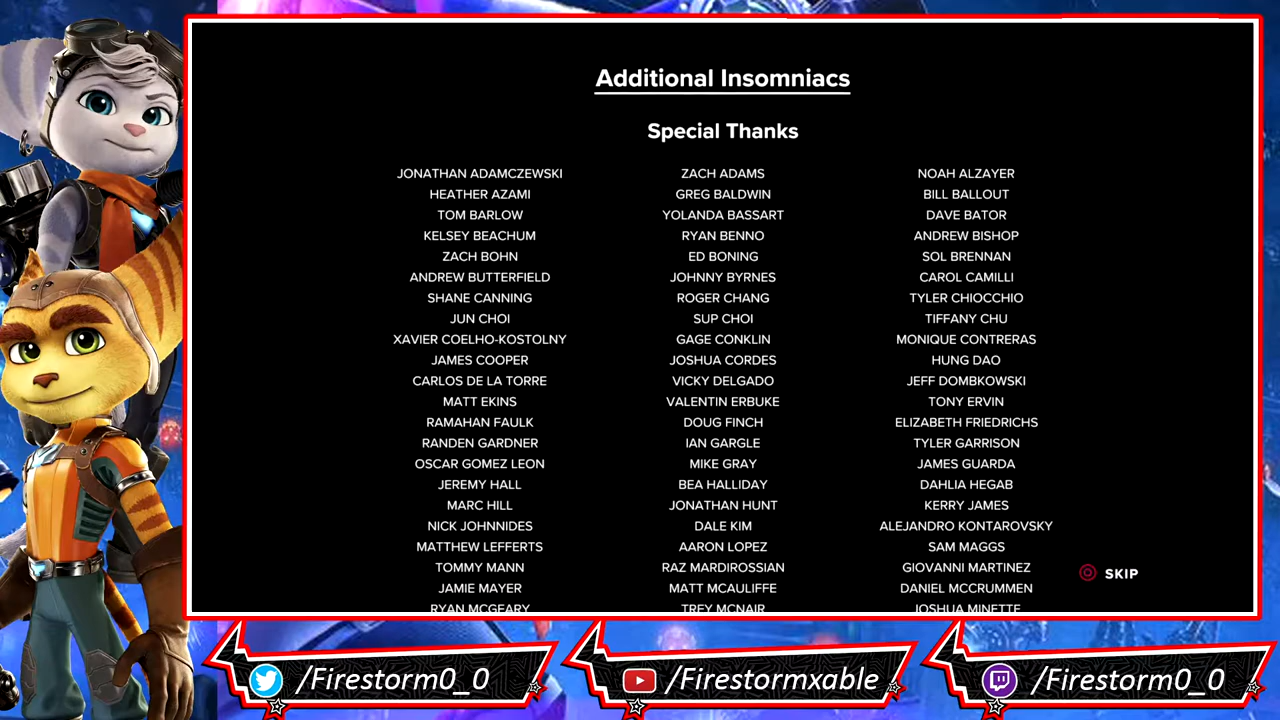 Additional Insomniacs
Special Thanks
JONATHAN ADAMCZEWSKI ZACH ADAMS NOAH ALZAYER
HEATHER AZAMI GREG BALDWIN BILL BALLOUT
TOM BARLOW YOLANDA BASSART DAVE BATOR
KELSEY BEACHUM RYAN BENNO ANDREW BISHOP
ZACH BOHN ED BONING SOL BRENNAN
ANDREW BUTTERFIELD JOHNNY BYRNES CAROL CAMILLI
SHANE CANNING ROGER CHANG TYLER CHIOCCHIO
JUN CHOI SUP CHOI TIFFANY CHU
XAVIER COELHO-KOSTOLNY GAGE CONKLIN MONIQUE CONTRERAS
JAMES COOPER JOSHUA CORDES HUNG DAO
CARLOS DE LA TORRE VICKY DELGADO JEFF DOMBKOWSKI
MATT EKINS VALENTIN ERBUKE TONY ERVIN
RAMAHAN FAULK DOUG FINCH ELIZABETH FRIEDRICHS
RANDEN GARDNER IAN GARGLE TYLER GARRISON
OSCAR GOMEZ LEON MIKE GRAY JAMES GUARDA
JEREMY HALL BEA HALLIDAY DAHLIA HEGAB
MARC HILL JONATHAN HUNT KERRY JAMES
NICK JOHNNIDES DALE KIM ALEJANDRO KONTAROVSKY
MATTHEW LEFFERTS AARON LOPEZ SAM MAGGS
TOMMY MANN RAZ MARDIROSSIAN GIOVANNI MARTINEZ
SKIP
JAMIE MAYER MATT MCAULIFFE DANIEL MCCRUMMEN
RYAN MCGEARY TREY MCNAIR JOSHUA MINETTE
/Firestorm0_0 /Firestormxable /Firestorm0_0